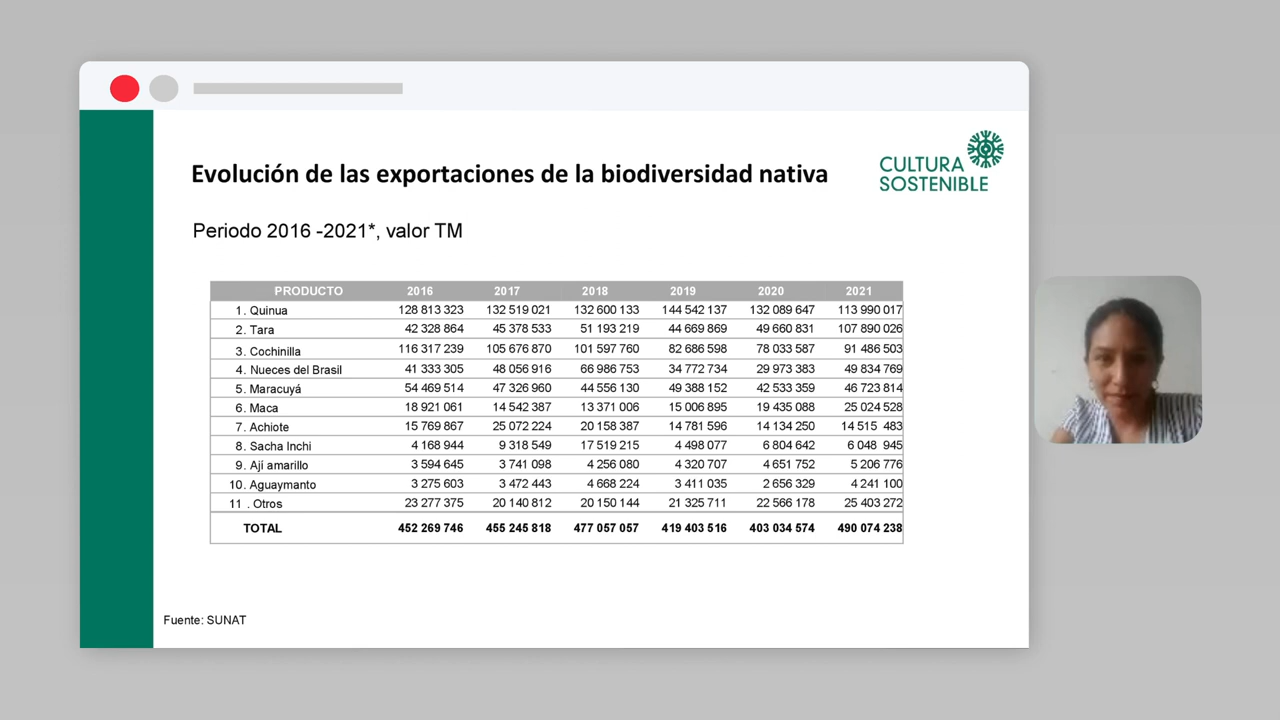 Evolución de las exportaciones de la biodiversidad nativa
CULTURA
SOSTENIBLE
Periodo 2016 -2021*, valor TM
PRODUCTO 2016 2017 2018 2019 2020 2021
1. Quinua 128 813 323 132 519 021 132 600 133 144 542 137 132 089 647 113 990 017
2. Tara 42 328 864 45 378 533 51 193 219 44 669 869 49 660 831 107 890 026
3. Cochinilla 116 317 239 105 676 870 101 597 760 82 686 598 78 033 587 91 486 503
4. Nueces del Brasil 41 333 305 48 056 916 66 986 753 34 772 734 29 973 383 49 834 769
5. Maracuyá 54 469 514 47 326 960 44 556 130 49 388 152 42 533 359 46 723 814
6. Maca 18 921 061 14 542 387 13 371 006 15 006 895 19 435 088 25 024 528
7. Achiote 15 769 867 25 072 224 20 158 387 14 781 596 14 134 250 14 515 483
8. Sacha Inchi 4 168 944 9 318 549 17 519 215 4 498 077 6 804 642 6 048 945
9. Ají amarillo 3 594 645 3 741 098 4 256 080 4 320 707 4 651 752 5 206 776
10. Aguaymanto 3 275 603 3 472 443 4 668 224 3 411 035 2 656 329 4 241 100
11 . Otros 23 277 375 20 140 812 20 150 144 21 325 711 22 566 178 25 403 272
TOTAL 452 269 746 455 245 818 477 057 057 419 403 516 403 034 574 490 074 238
Fuente: SUNAT